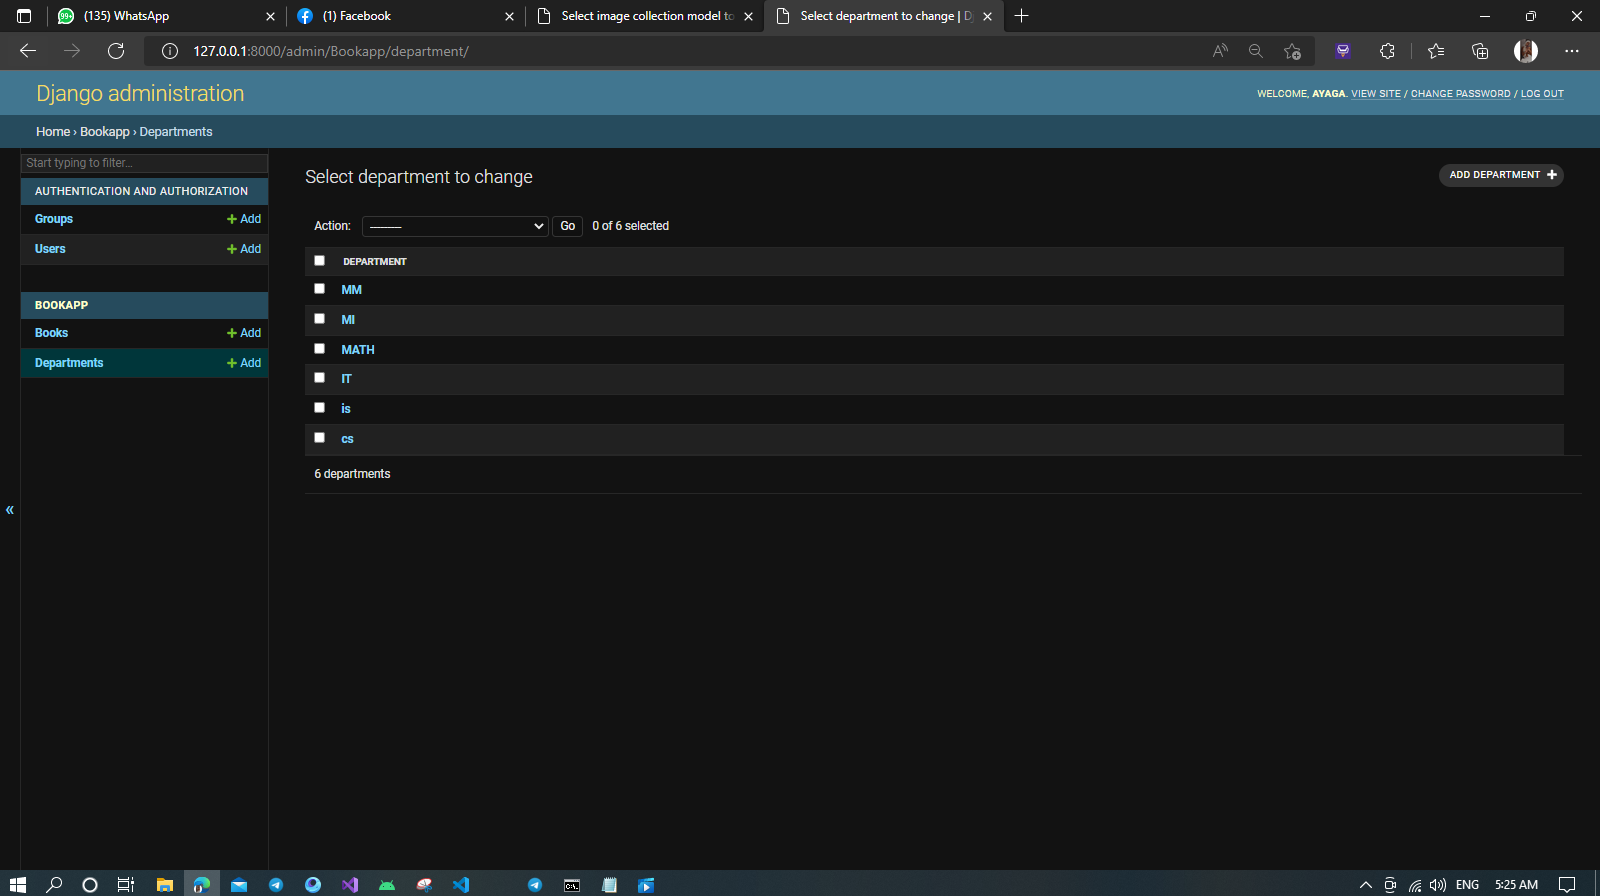 (135) WhatsApp
(1) Facebook
Select image collection model to
Select department to change | D
127.0.0.1:8000/admin/Bookapp/department/
Django administration
WELCOME, AYAGA. VIEW SITE / CHANGE PASSWORD / LOG OUT
Home › Bookapp › Departments
Start typing to filter...
AUTHENTICATION AND AUTHORIZATION
Groups + Add
Users + Add
BOOKAPP
Books + Add
Departments + Add
«
Select department to change
ADD DEPARTMENT +
Action: --------- Go 0 of 6 selected
DEPARTMENT
MM
MI
MATH
IT
is
cs
6 departments
ENG 5:25 AM